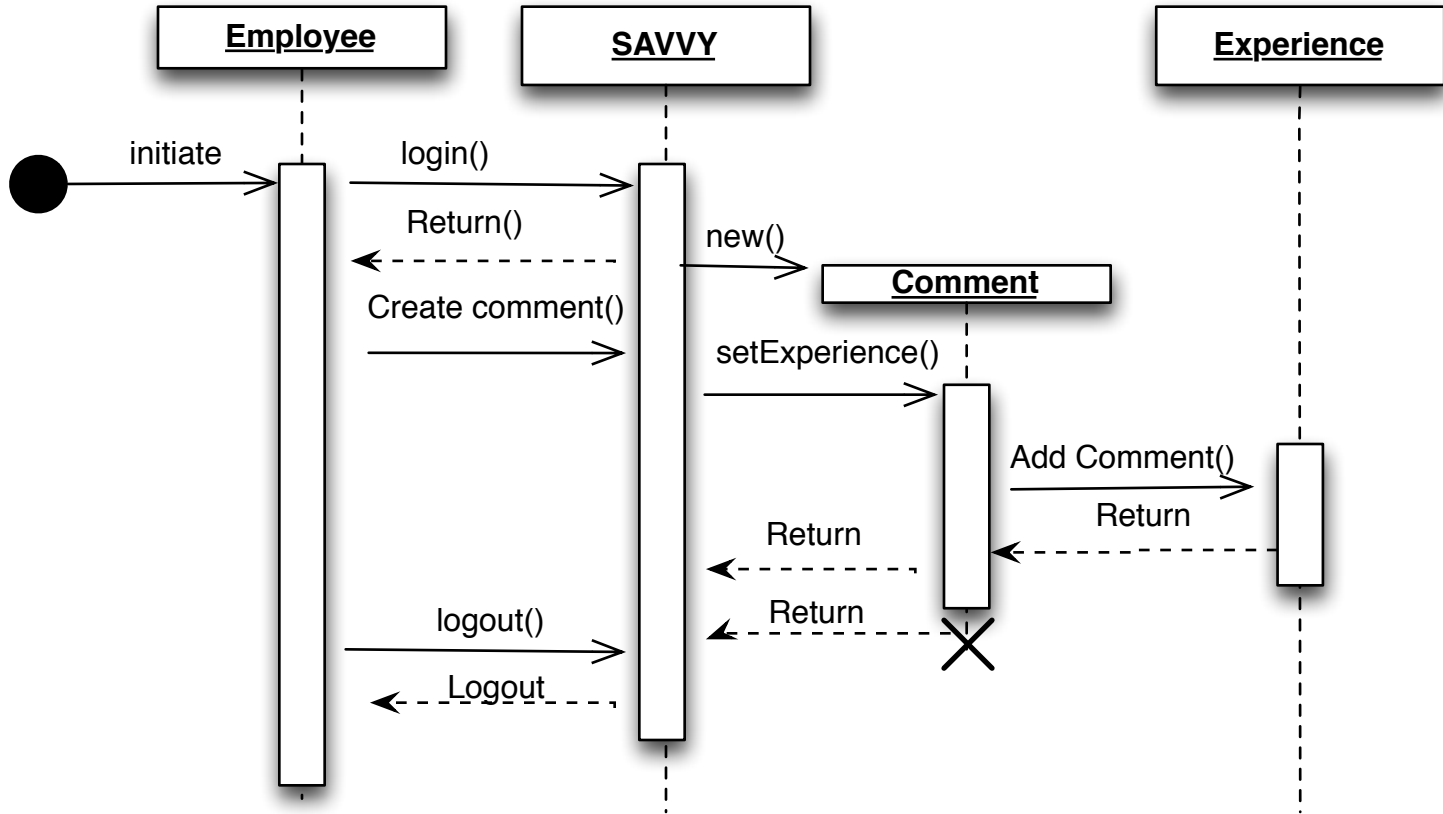 Employee
SAVVY
Experience
initiate
login()
Return()
new()
Comment
Create comment()
setExperience()
Add Comment()
Return
Return
Return
logout()
Logout